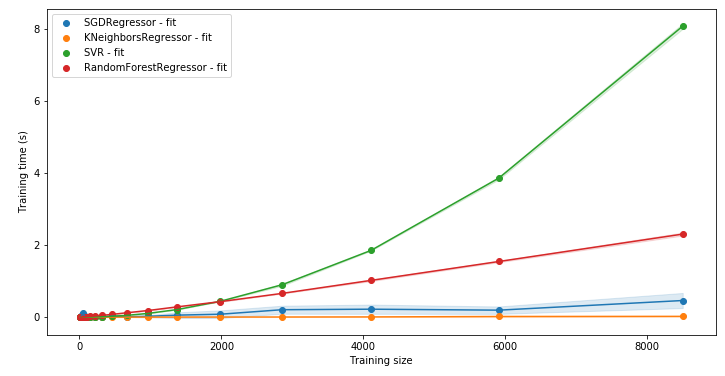 SGDRegressor - fit
KNeighborsRegressor - fit
SVR - fit
RandomForestRegressor - fit
8
6
4
2
0
Training time (s)
0 2000 4000 6000 8000
Training size